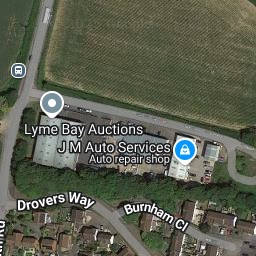 Lyme Bay Auctions
J M Auto Services
Auto repair shop
Drovers Way
Burnham Cl